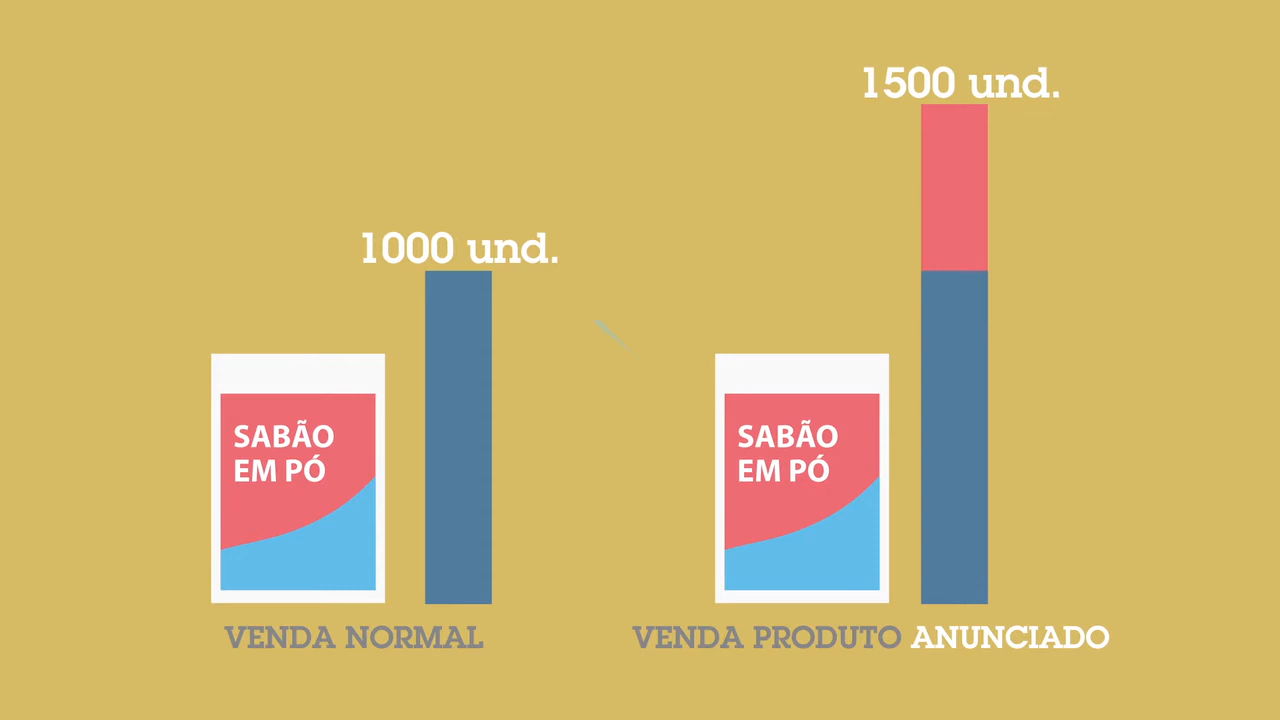 1500 und.
1000 und.
SABÃO
EM PÓ
SABÃO
EM PÓ
VENDA NORMAL
VENDA PRODUTO ANUNCIADO